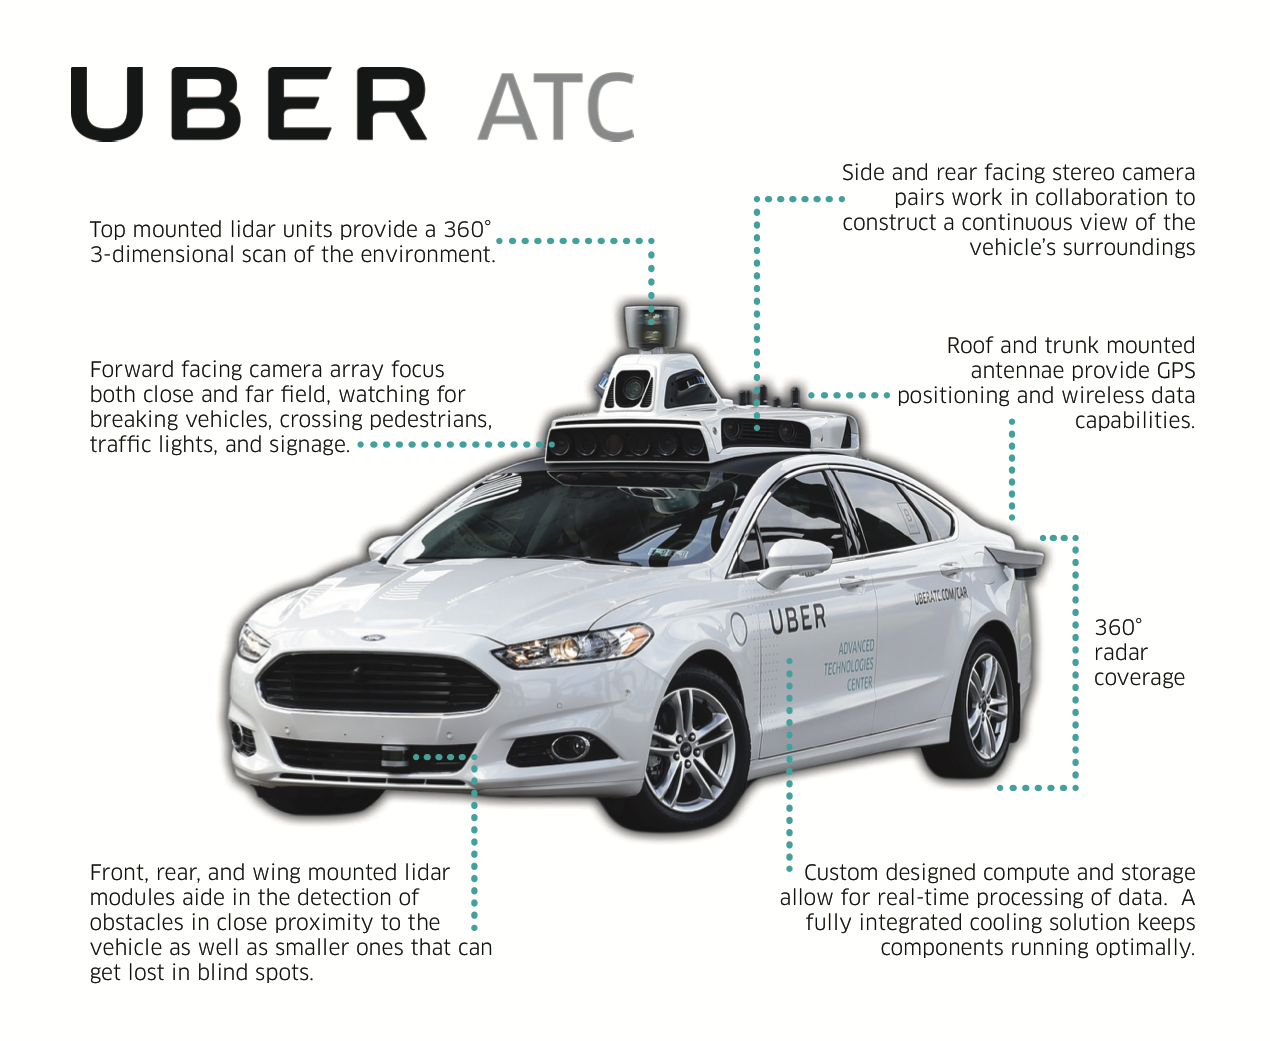 UBER ATC
Side and rear facing stereo camera
pairs work in collaboration to
construct a continuous view of the
vehicle's surroundings
Top mounted lidar units provide a 360°
3-dimensional scan of the environment.
Roof and trunk mounted
antennae provide GPS
positioning and wireless data
capabilities.
Forward facing camera array focus
both close and far field, watching for
breaking vehicles, crossing pedestrians,
traffic lights, and signage.
UBER
UBERATC.COM/CAR
ADVANCED
TECHNOLOGIES
CENTER
360°
radar
coverage
Front, rear, and wing mounted lidar
modules aide in the detection of
obstacles in close proximity to the
vehicle as well as smaller ones that can
get lost in blind spots.
Custom designed compute and storage
allow for real-time processing of data.  A
fully integrated cooling solution keeps
components running optimally.